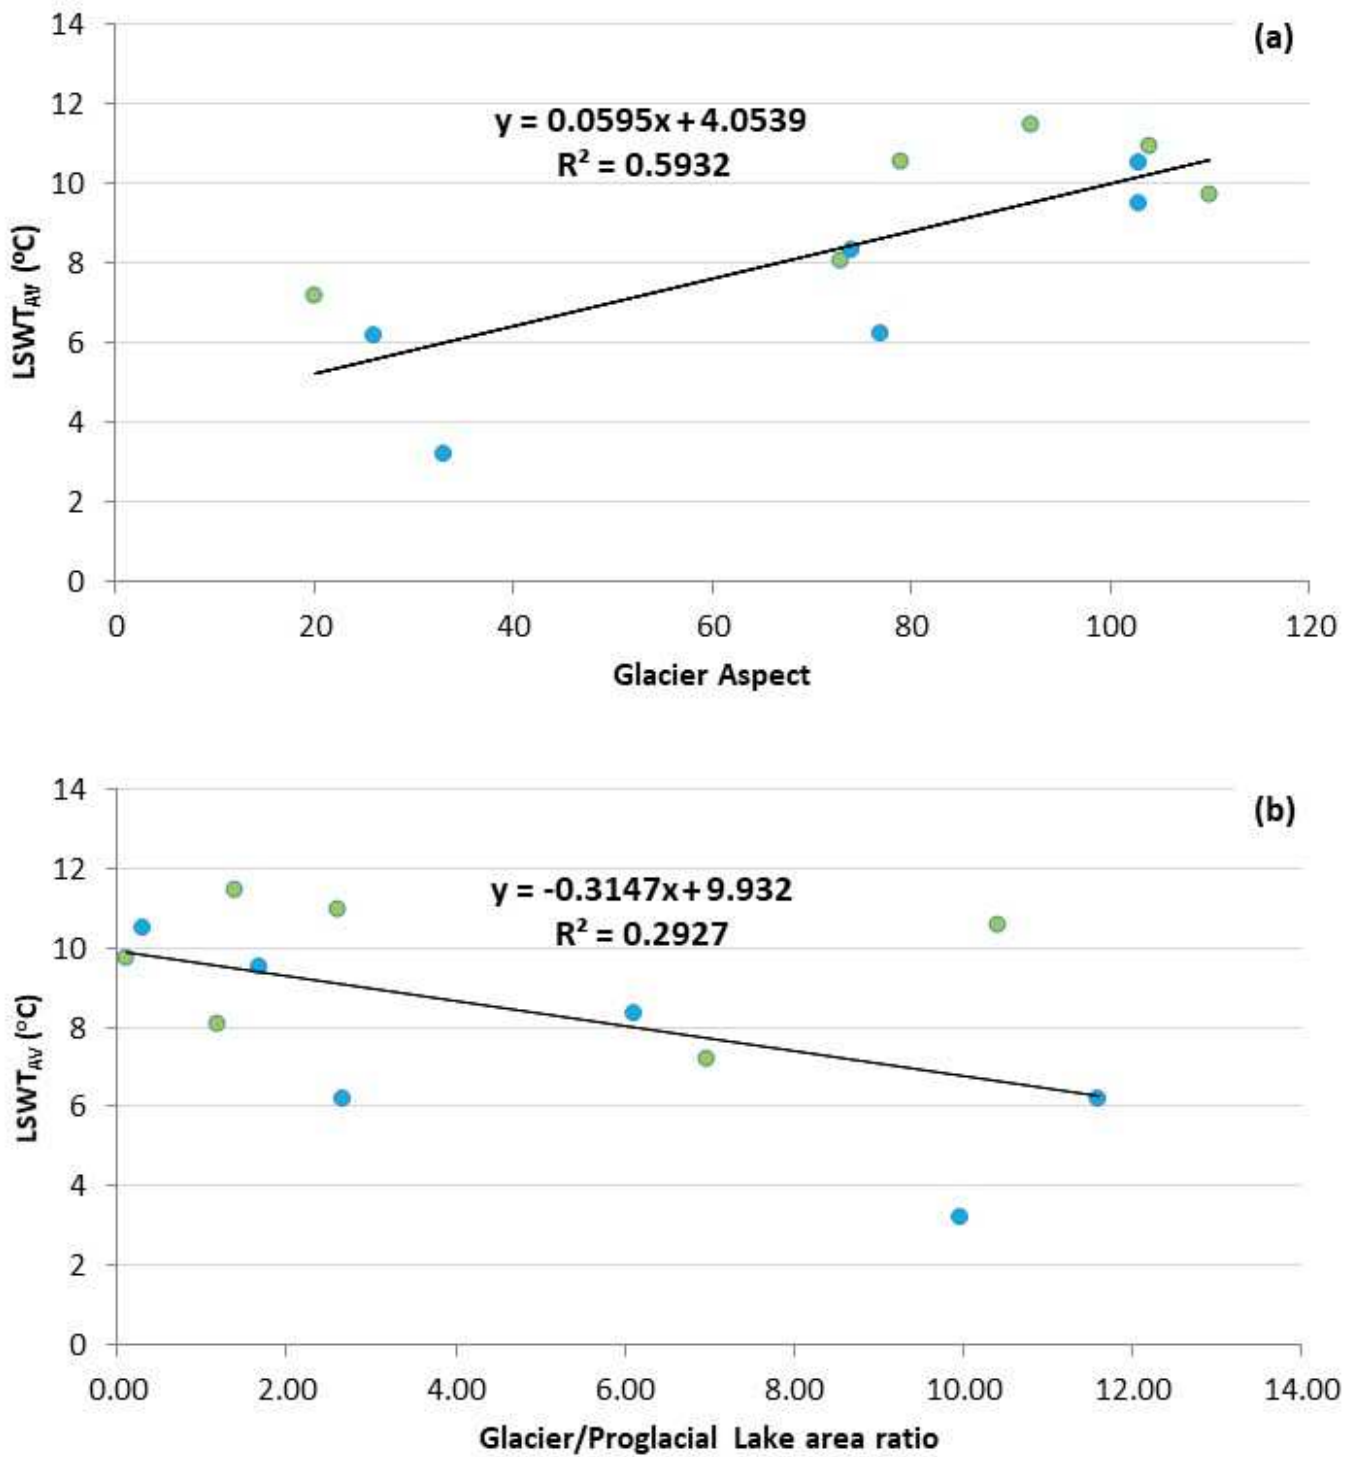 (a)
14
12
10
8
6
4
2
0
y = 0.0595x + 4.0539
R² = 0.5932
LSWT_AV (ºC)
0 20 40 60 80 100 120
Glacier Aspect
(b)
14
12
10
8
6
4
2
0
y = -0.3147x + 9.932
R² = 0.2927
LSWT_AV (°C)
0.00 2.00 4.00 6.00 8.00 10.00 12.00 14.00
Glacier/Proglacial Lake area ratio